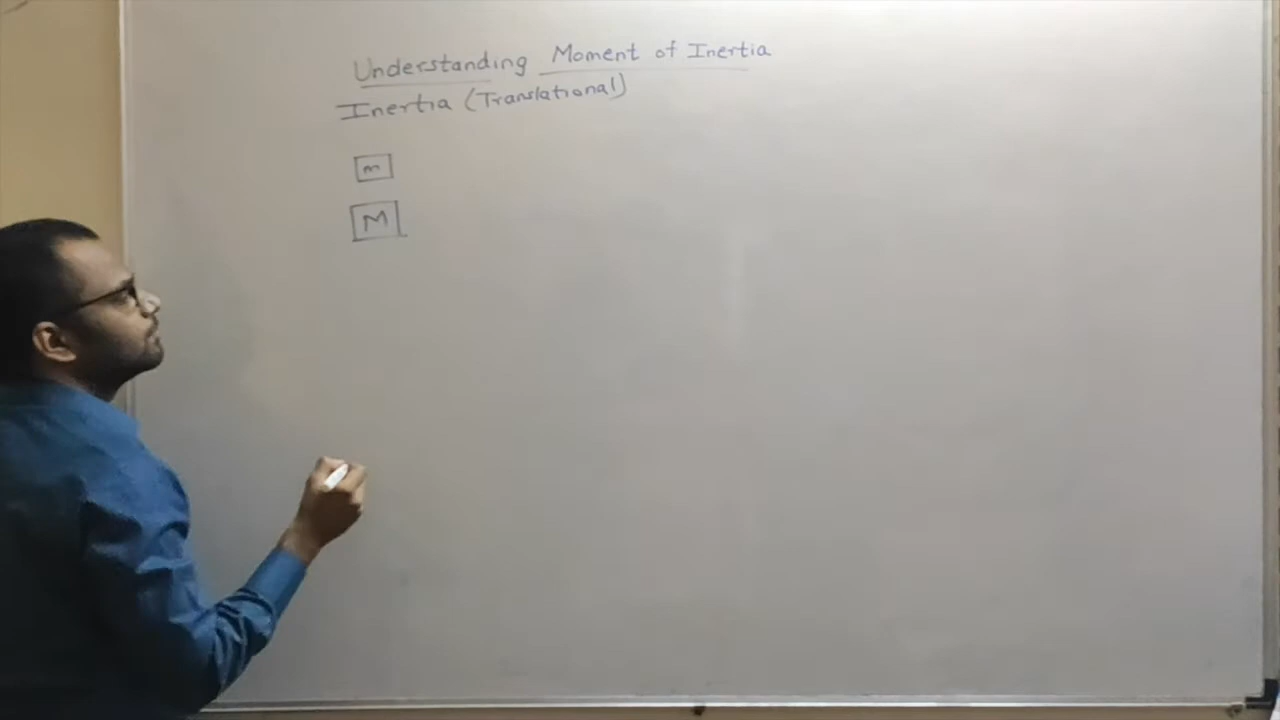 Understanding Moment of Inertia
Inertia (Translational)
m
M